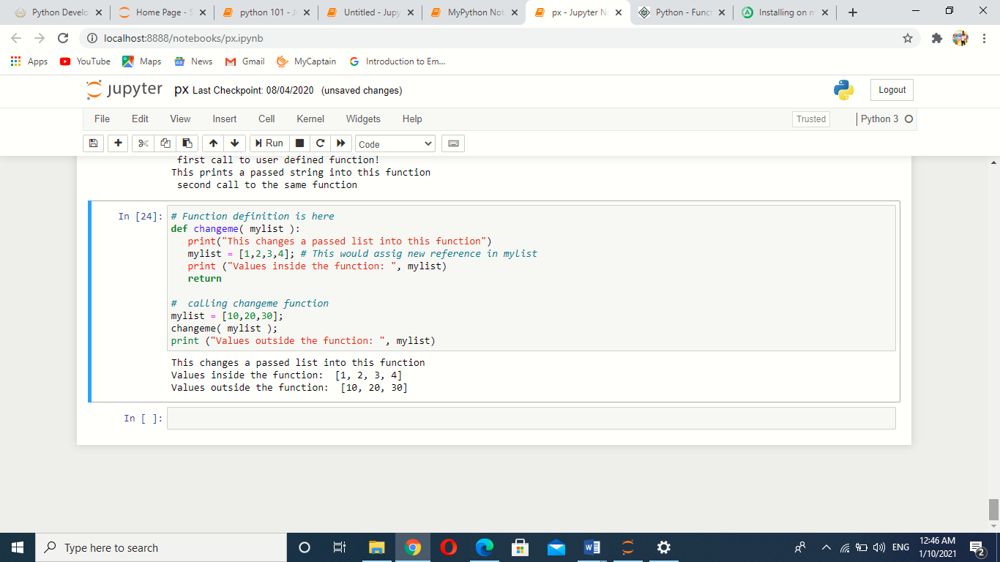 Python Develo
Home Page - S
python 101 - J
Untitled - Jupy
MyPython Not
px - Jupyter N
Python - Funct
Installing on m
localhost:8888/notebooks/px.ipynb
Apps YouTube Maps News Gmail MyCaptain Introduction to Em...
jupyter px Last Checkpoint: 08/04/2020 (unsaved changes)
Logout
File Edit View Insert Cell Kernel Widgets Help
Trusted
Python 3
Run
Code
first call to user defined function!
This prints a passed string into this function
second call to the same function
In [24]: # Function definition is here
def changeme( mylist ):
   print("This changes a passed list into this function")
   mylist = [1,2,3,4]; # This would assig new reference in mylist
   print ("Values inside the function: ", mylist)
   return
#  calling changeme function
mylist = [10,20,30];
changeme( mylist );
print ("Values outside the function: ", mylist)
This changes a passed list into this function
Values inside the function:  [1, 2, 3, 4]
Values outside the function:  [10, 20, 30]
In [ ]:
Type here to search
ENG
12:46 AM
1/10/2021
2